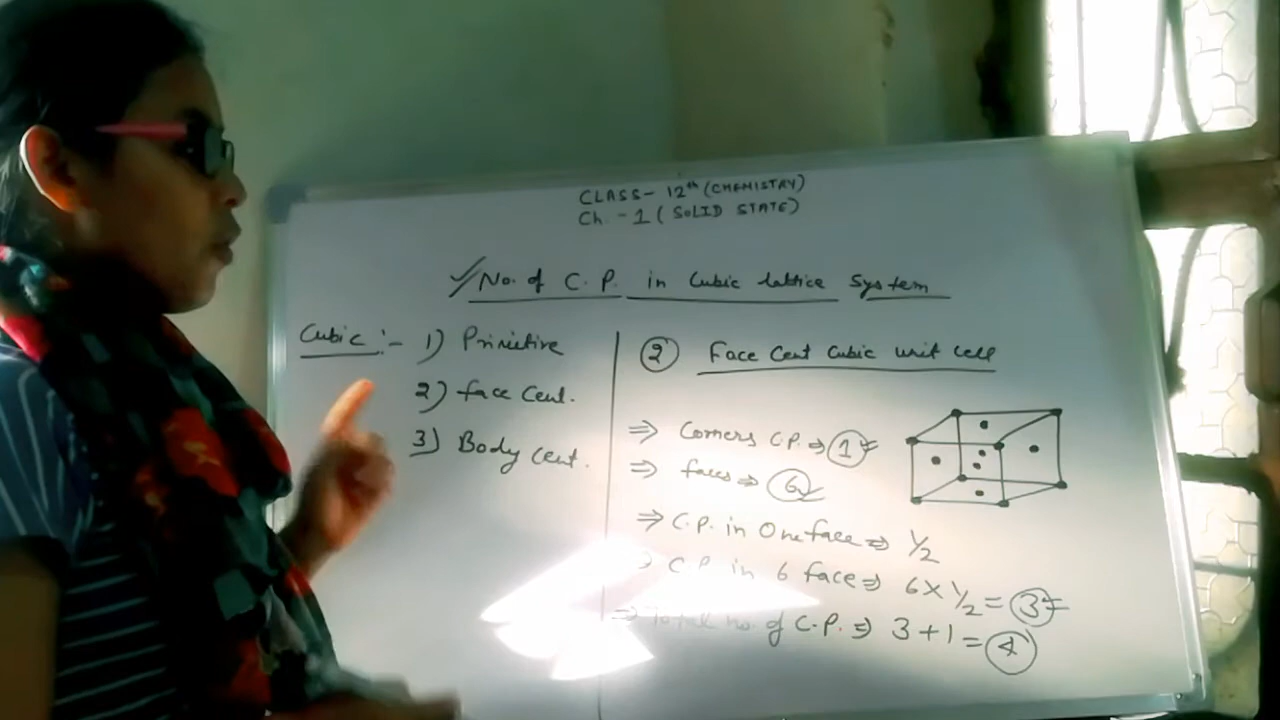 CLASS- 12th (CHEMISTRY)
Ch - 1 ( SOLID STATE)
✓ No. of C.P. in Cubic lattice System
Cubic :- 1) Primitive
2) face Cent.
3) Body Cent.
② Face Cent Cubic unit cell
⇒ Corners C.P. ⇒ ①
⇒ faces ⇒ ⑥
⇒ C.P. in One face ⇒ 1/2
C.P. in 6 face ⇒ 6 x 1/2 = ③
⇒ Total no. of C.P. ⇒ 3 + 1 = ④